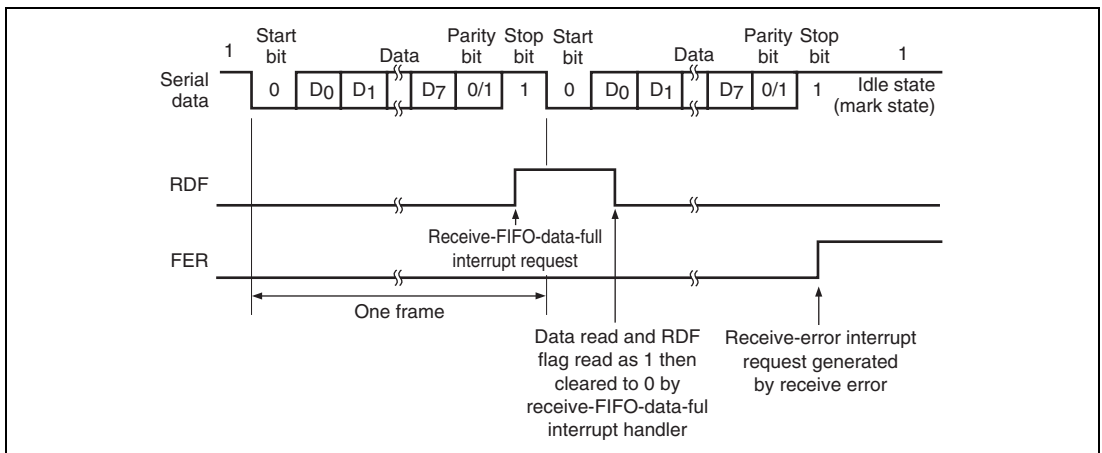 1 Start bit Data Parity bit Stop bit Start bit Data Parity bit Stop bit 1
Serial data 0 D0 D1 D7 0/1 1 0 D0 D1 D7 0/1 1 Idle state (mark state)
RDF
Receive-FIFO-data-full
interrupt request
FER
One frame
Data read and RDF
flag read as 1 then
cleared to 0 by
receive-FIFO-data-ful
interrupt handler
Receive-error interrupt
request generated
by receive error